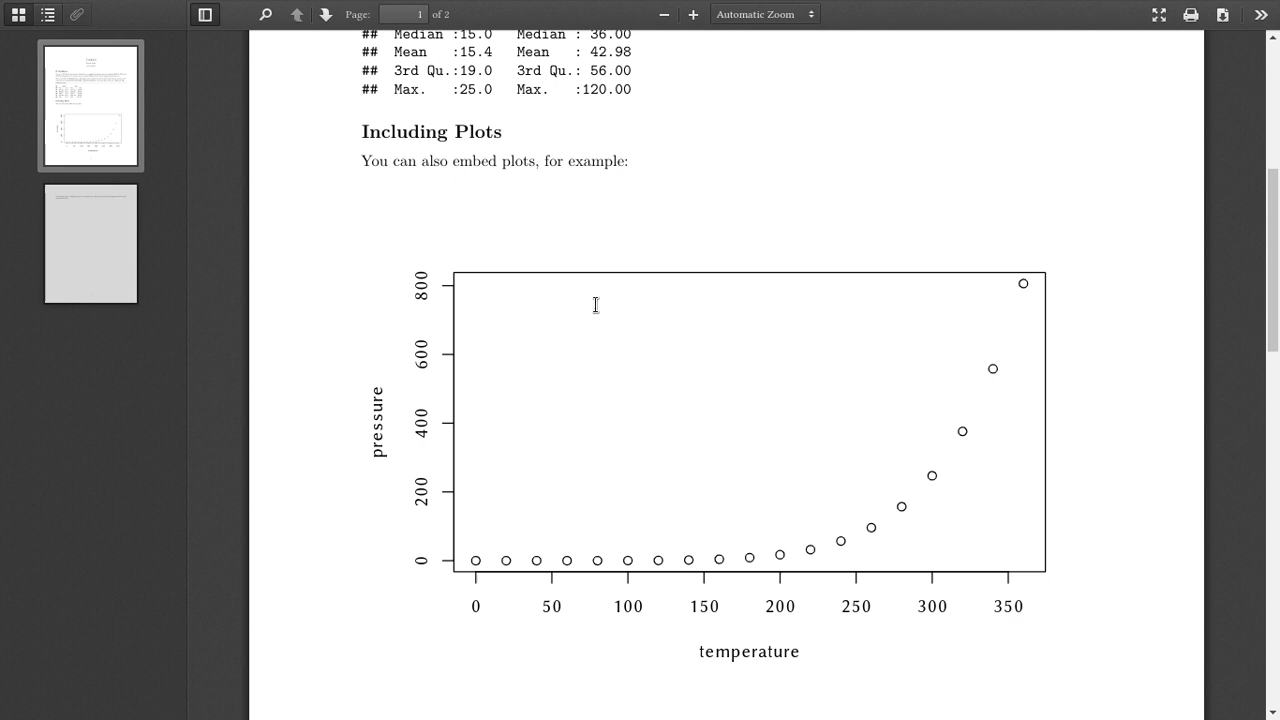 Page: 1 of 2 Automatic Zoom
## Median :15.0 Median : 36.00
## Mean :15.4 Mean : 42.98
## 3rd Qu.:19.0 3rd Qu.: 56.00
## Max. :25.0 Max. :120.00
Including Plots
You can also embed plots, for example:
800
600
400
200
0
pressure
0 50 100 150 200 250 300 350
temperature